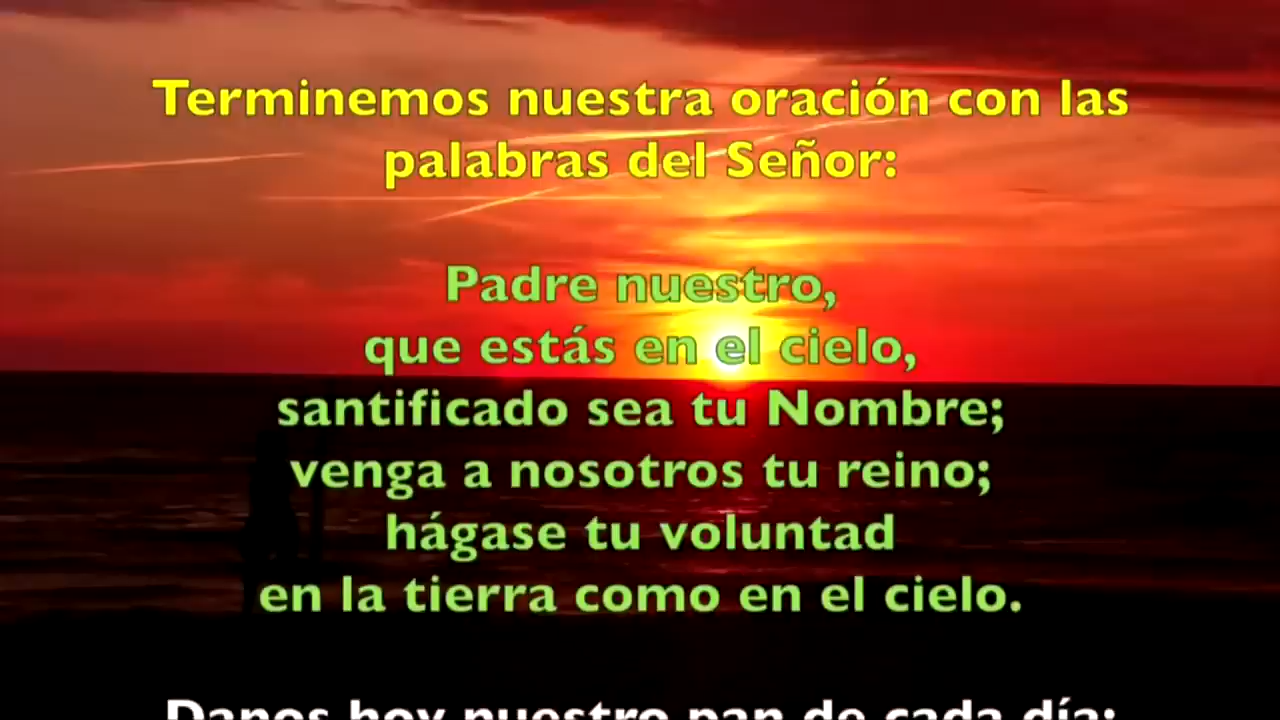 Terminemos nuestra oración con las
palabras del Señor:
Padre nuestro,
que estás en el cielo,
santificado sea tu Nombre;
venga a nosotros tu reino;
hágase tu voluntad
en la tierra como en el cielo.
Danos hoy nuestro pan de cada día;